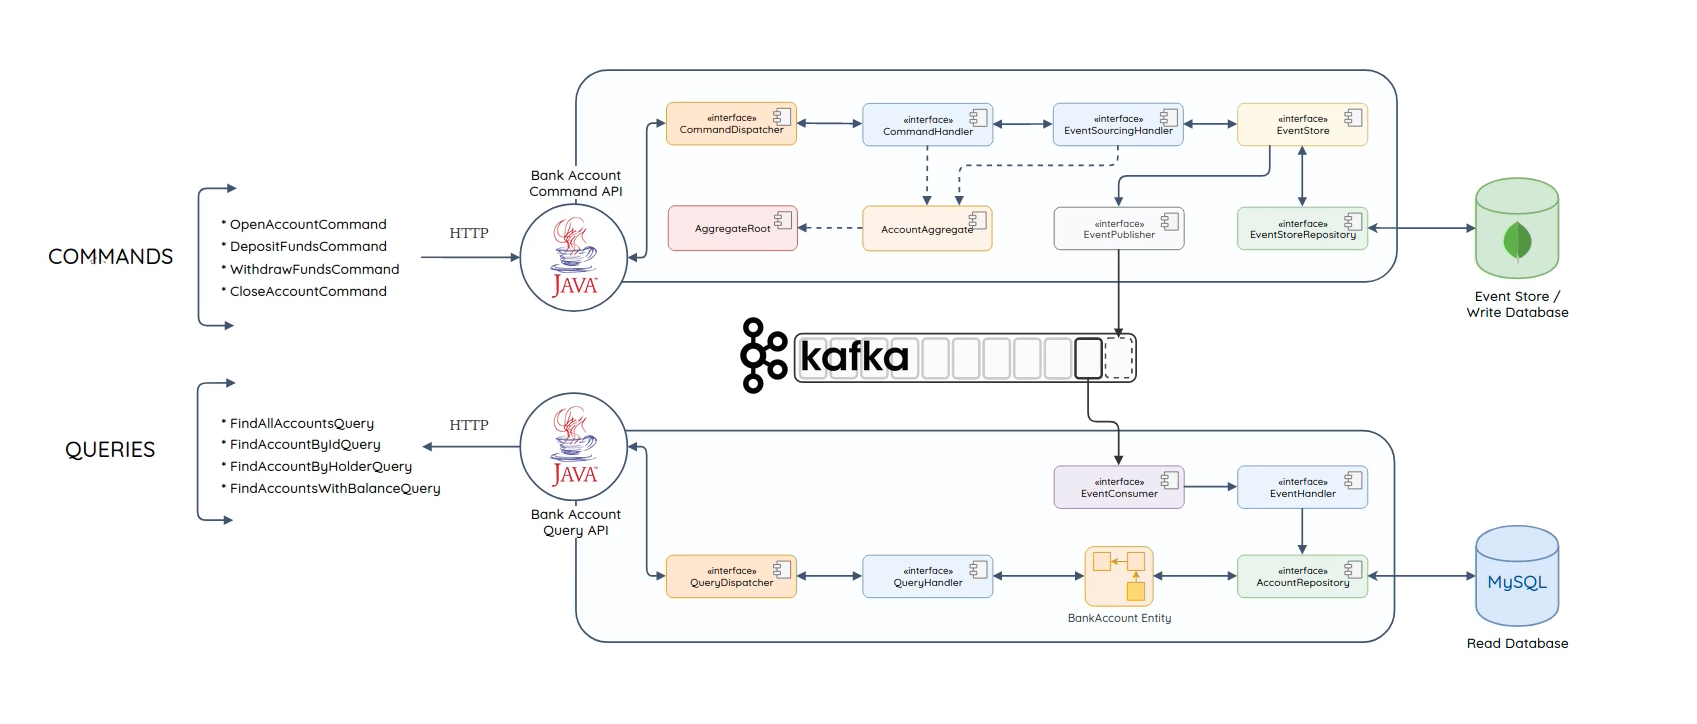 «interface»
CommandDispatcher
«interface»
CommandHandler
«interface»
EventSourcingHandler
«interface»
EventStore
Bank Account
Command API
COMMANDS
* OpenAccountCommand
* DepositFundsCommand
* WithdrawFundsCommand
* CloseAccountCommand
HTTP
JAVA™
AggregateRoot
AccountAggregate
«interface»
EventPublisher
«interface»
EventStoreRepository
Event Store /
Write Database
kafka
QUERIES
* FindAllAccountsQuery
* FindAccountByIdQuery
* FindAccountByHolderQuery
* FindAccountsWithBalanceQuery
HTTP
JAVA™
Bank Account
Query API
«interface»
EventConsumer
«interface»
EventHandler
«interface»
QueryDispatcher
«interface»
QueryHandler
BankAccount Entity
«interface»
AccountRepository
MySQL
Read Database